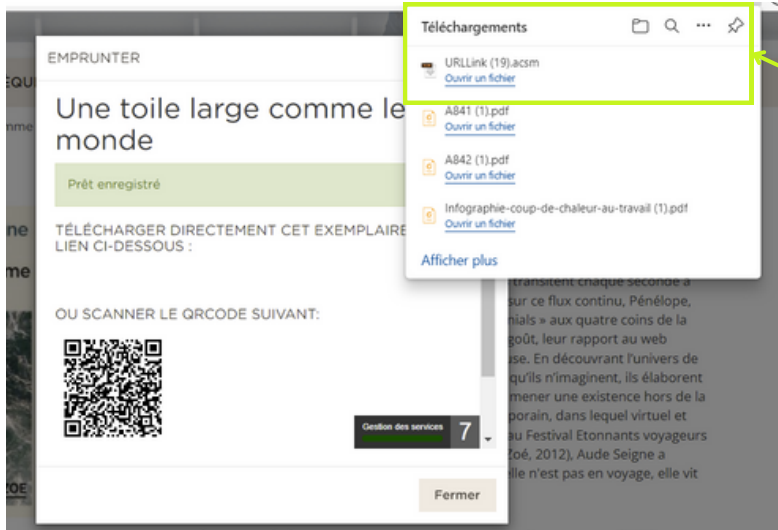 EMPRUNTER
Une toile large comme le
monde
Prêt enregistré
TÉLÉCHARGER DIRECTEMENT CET EXEMPLAIRE
LIEN CI-DESSOUS :
OU SCANNER LE QRCODE SUIVANT:
Gestion des services 7
Fermer
Téléchargements
URLLink (19).acsm
Ouvrir un fichier
A841 (1).pdf
Ouvrir un fichier
A842 (1).pdf
Ouvrir un fichier
Infographie-coup-de-chaleur-au-travail (1).pdf
Ouvrir un fichier
Afficher plus
transitent chaque seconde à
sur ce flux continu, Pénélope,
nials » aux quatre coins de la
goût, leur rapport au web
use. En découvrant l'univers de
qu'ils n'imaginent, ils élaborent
mener une existence hors de la
porain, dans lequel virtuel et
au Festival Etonnants voyageurs
Zoé, 2012), Aude Seigne a
elle n'est pas en voyage, elle vit
ZOE